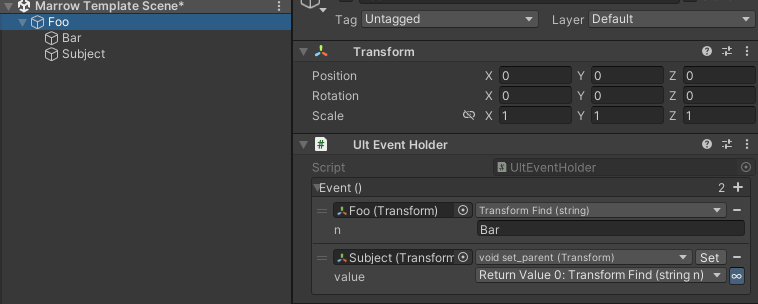 Marrow Template Scene*
Foo
Bar
Subject
Tag Untagged Layer Default
Transform
Position X 0 Y 0 Z 0
Rotation X 0 Y 0 Z 0
Scale X 1 Y 1 Z 1
Ult Event Holder
Script UltEventHolder
Event () 2
Foo (Transform) Transform Find (string)
n Bar
Subject (Transform void set_parent (Transform) Set
value Return Value 0: Transform Find (string n)